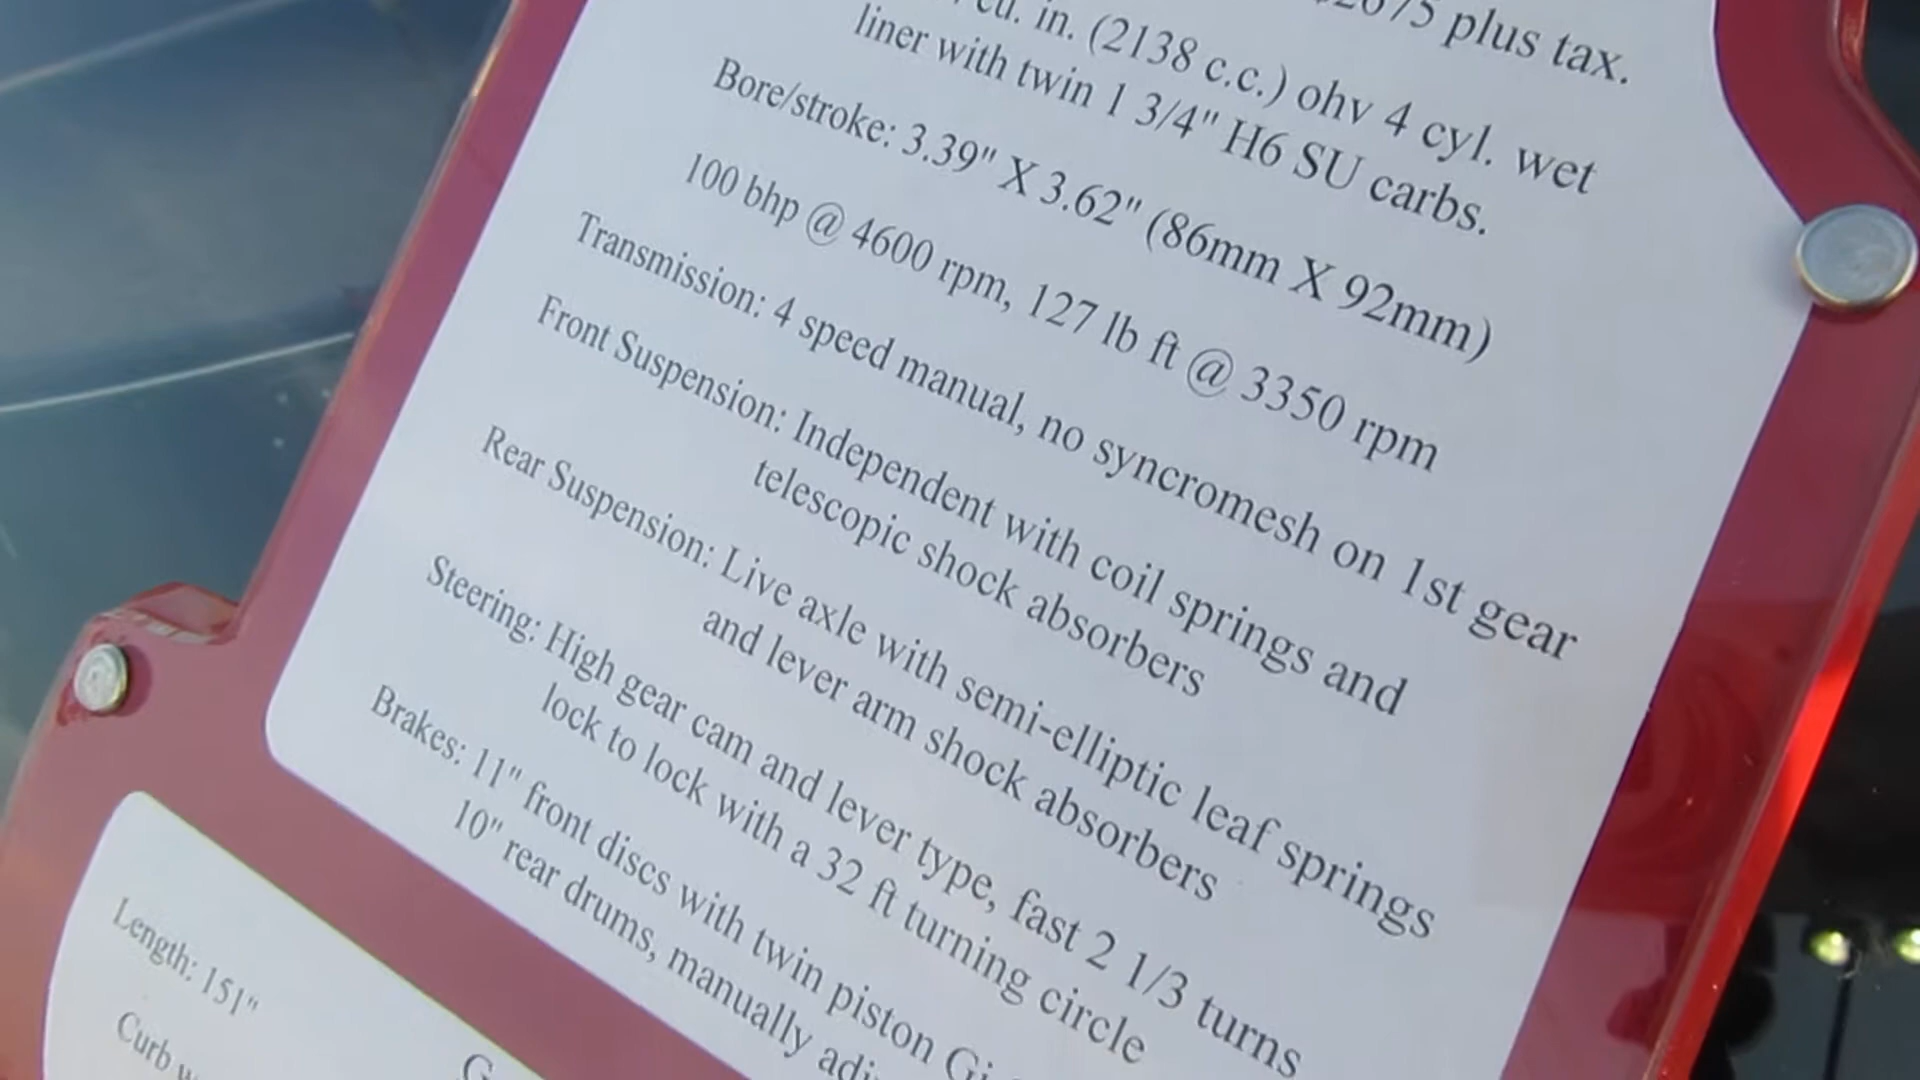 plus tax.
cu. in. (2138 c.c.) ohv 4 cyl. wet
liner with twin 1 3/4" H6 SU carbs.
Bore/stroke: 3.39" X 3.62" (86mm X 92mm)
100 bhp @ 4600 rpm, 127 lb ft @ 3350 rpm
Transmission: 4 speed manual, no syncromesh on 1st gear
Front Suspension: Independent with coil springs and
telescopic shock absorbers
Rear Suspension: Live axle with semi-elliptic leaf springs
and lever arm shock absorbers
Steering: High gear cam and lever type, fast 2 1/3 turns
lock to lock with a 32 ft turning circle
Brakes: 11" front discs with twin piston
10" rear drums, manually
Length: 151"
Curb